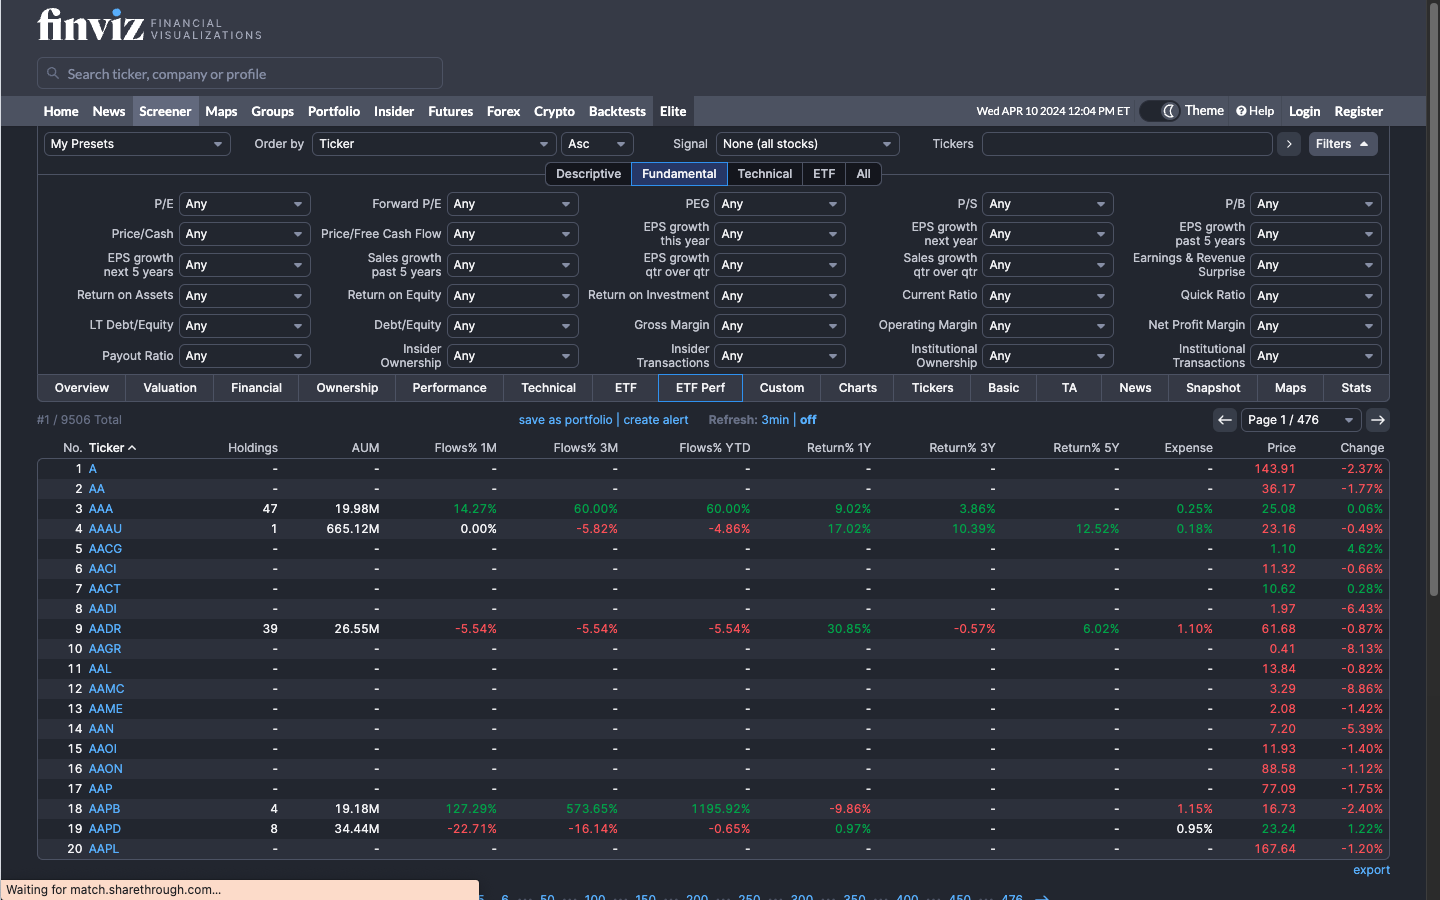 finviz FINANCIAL VISUALIZATIONS
Search ticker, company or profile
Home News Screener Maps Groups Portfolio Insider Futures Forex Crypto Backtests Elite Wed APR 10 2024 12:04 PM ET Theme Help Login Register
My Presets Order by Ticker Asc Signal None (all stocks) Tickers > Filters
Descriptive Fundamental Technical ETF All
P/E Any Forward P/E Any PEG Any P/S Any P/B Any
Price/Cash Any Price/Free Cash Flow Any EPS growth this year Any EPS growth next year Any EPS growth past 5 years Any
EPS growth next 5 years Any Sales growth past 5 years Any EPS growth qtr over qtr Any Sales growth qtr over qtr Any Earnings & Revenue Surprise Any
Return on Assets Any Return on Equity Any Return on Investment Any Current Ratio Any Quick Ratio Any
LT Debt/Equity Any Debt/Equity Any Gross Margin Any Operating Margin Any Net Profit Margin Any
Payout Ratio Any Insider Ownership Any Insider Transactions Any Institutional Ownership Any Institutional Transactions Any
Overview Valuation Financial Ownership Performance Technical ETF ETF Perf Custom Charts Tickers Basic TA News Snapshot Maps Stats
#1 / 9506 Total save as portfolio | create alert Refresh: 3min | off Page 1 / 476
No. Ticker Holdings AUM Flows% 1M Flows% 3M Flows% YTD Return% 1Y Return% 3Y Return% 5Y Expense Price Change
1 A - - - - - - - - - 143.91 -2.37%
2 AA - - - - - - - - - 36.17 -1.77%
3 AAA 47 19.98M 14.27% 60.00% 60.00% 9.02% 3.86% - 0.25% 25.08 0.06%
4 AAAU 1 665.12M 0.00% -5.82% -4.86% 17.02% 10.39% 12.52% 0.18% 23.16 -0.49%
5 AACG - - - - - - - - - 1.10 4.62%
6 AACI - - - - - - - - - 11.32 -0.66%
7 AACT - - - - - - - - - 10.62 0.28%
8 AADI - - - - - - - - - 1.97 -6.43%
9 AADR 39 26.55M -5.54% -5.54% -5.54% 30.85% -0.57% 6.02% 1.10% 61.68 -0.87%
10 AAGR - - - - - - - - - 0.41 -8.13%
11 AAL - - - - - - - - - 13.84 -0.82%
12 AAMC - - - - - - - - - 3.29 -8.86%
13 AAME - - - - - - - - - 2.08 -1.42%
14 AAN - - - - - - - - - 7.20 -5.39%
15 AAOI - - - - - - - - - 11.93 -1.40%
16 AAON - - - - - - - - - 88.58 -1.12%
17 AAP - - - - - - - - - 77.09 -1.75%
18 AAPB 4 19.18M 127.29% 573.65% 1195.92% -9.86% - - 1.15% 16.73 -2.40%
19 AAPD 8 34.44M -22.71% -16.14% -0.65% 0.97% - - 0.95% 23.24 1.22%
20 AAPL - - - - - - - - - 167.64 -1.20%
export
Waiting for match.sharethrough.com...
5 6 ... 50 ... 100 ... 150 ... 200 ... 250 ... 300 ... 350 ... 400 ... 450 ... 476